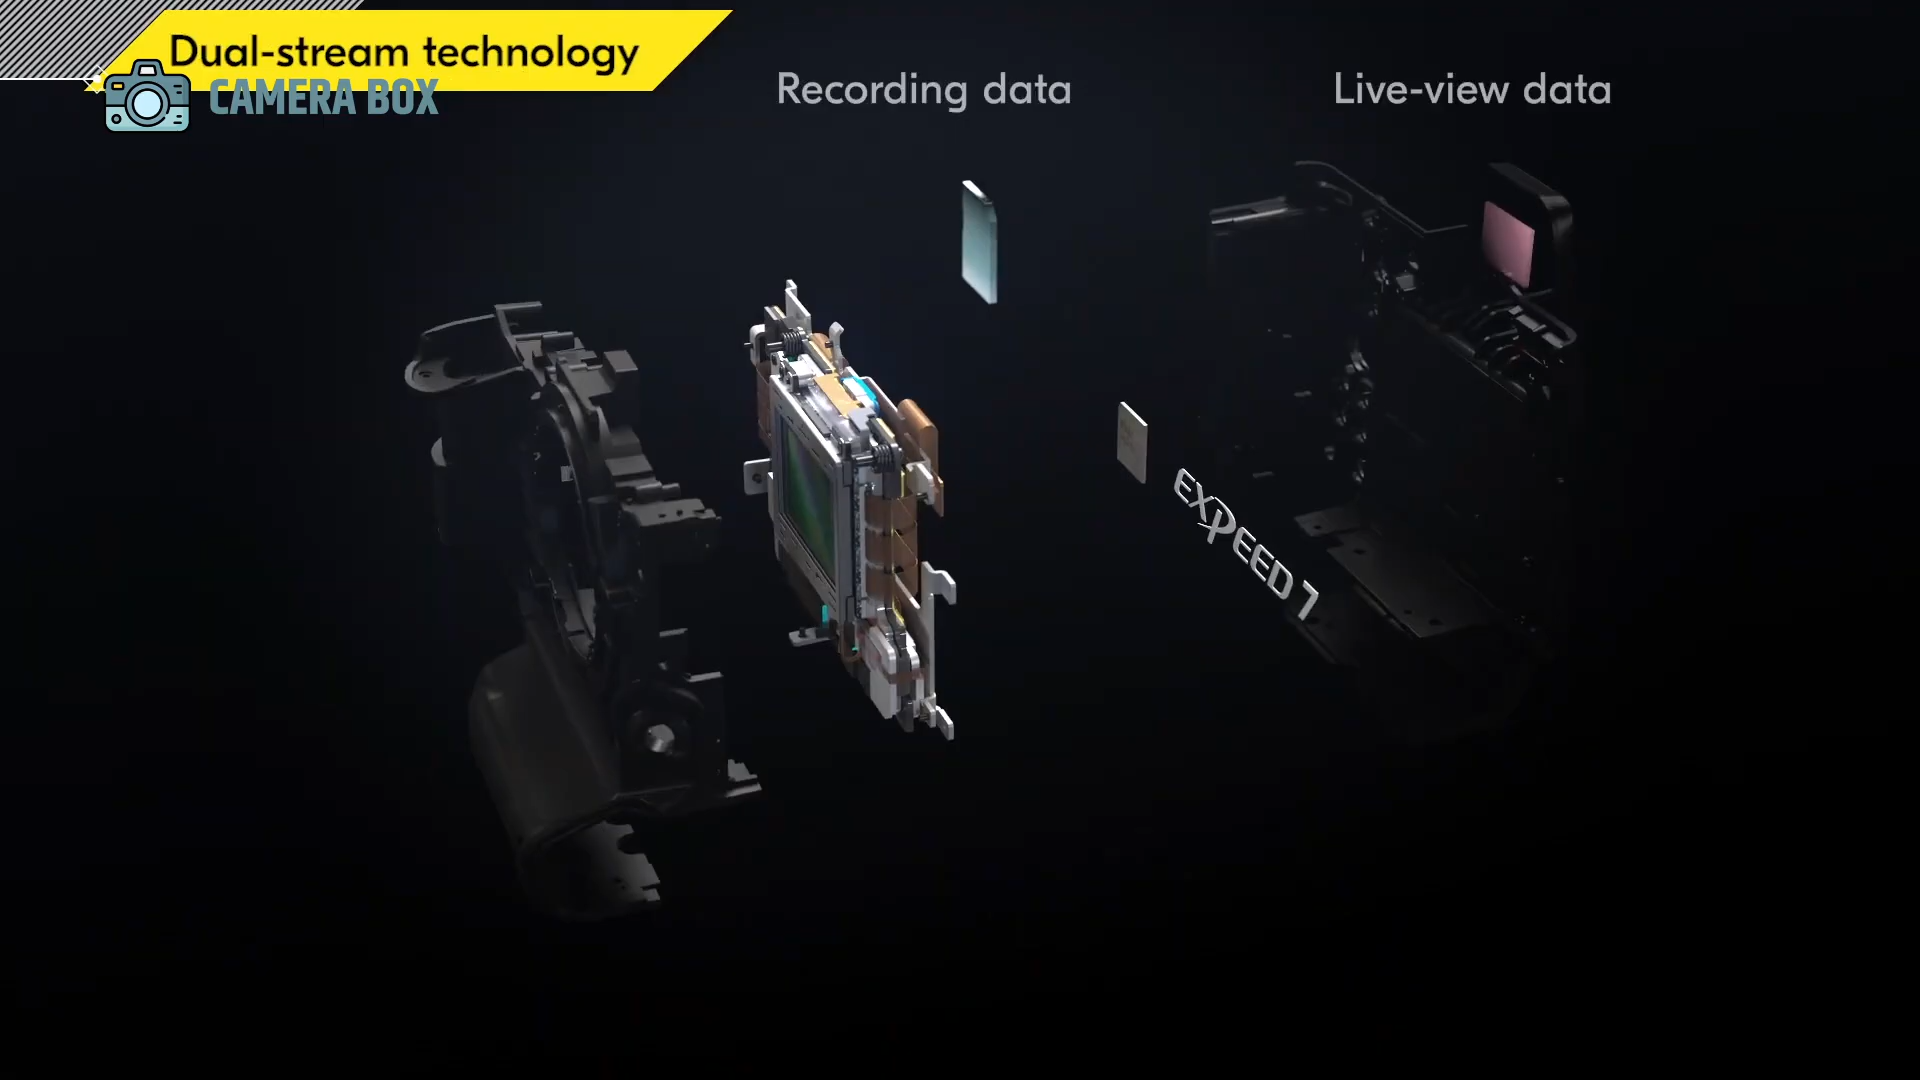 Dual-stream technology
CAMERA BOX
Recording data
Live-view data
EXPEED 7